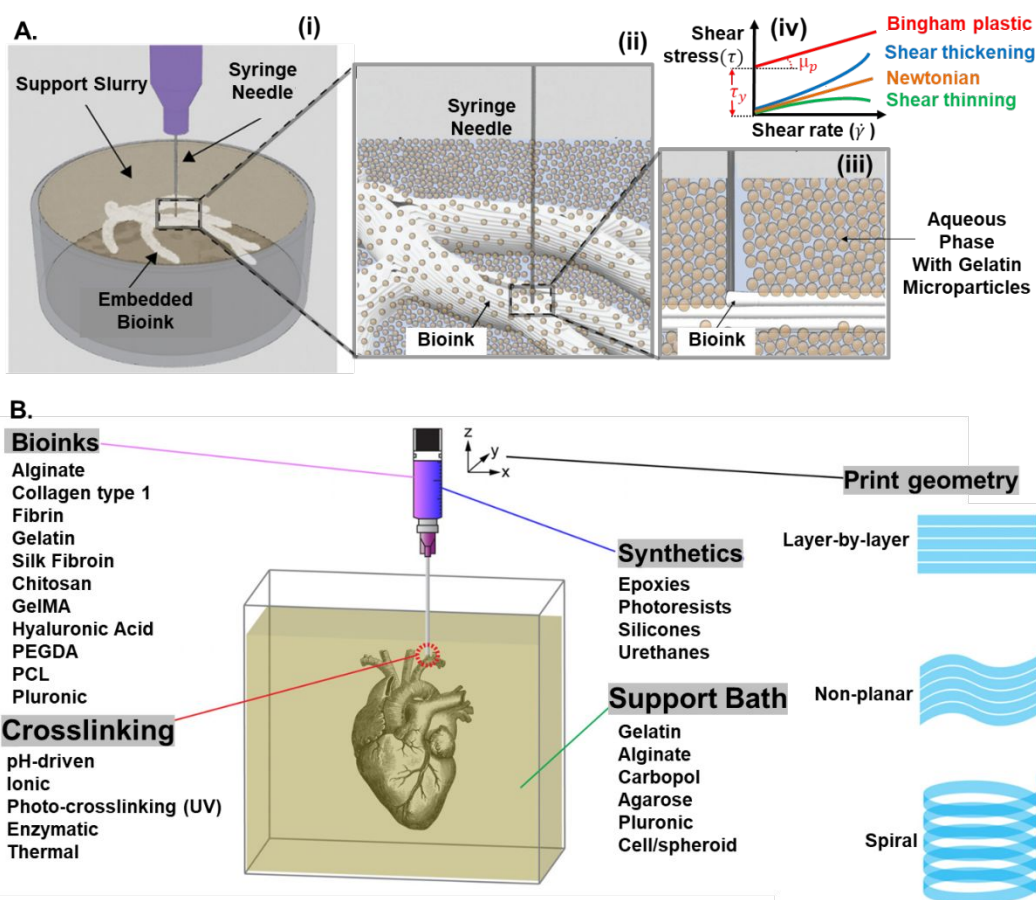 A.
(i)
Support Slurry
Syringe
Needle
Embedded
Bioink
(ii)
Syringe
Needle
Bioink
(iii)
Bioink
Aqueous
Phase
With Gelatin
Microparticles
(iv)
Shear
stress(τ)
τy
μp
Bingham plastic
Shear thickening
Newtonian
Shear thinning
Shear rate (γ̇ )
B.
Bioinks
Alginate
Collagen type 1
Fibrin
Gelatin
Silk Fibroin
Chitosan
GelMA
Hyaluronic Acid
PEGDA
PCL
Pluronic
Crosslinking
pH-driven
Ionic
Photo-crosslinking (UV)
Enzymatic
Thermal
z
y
x
Synthetics
Epoxies
Photoresists
Silicones
Urethanes
Support Bath
Gelatin
Alginate
Carbopol
Agarose
Pluronic
Cell/spheroid
Print geometry
Layer-by-layer
Non-planar
Spiral